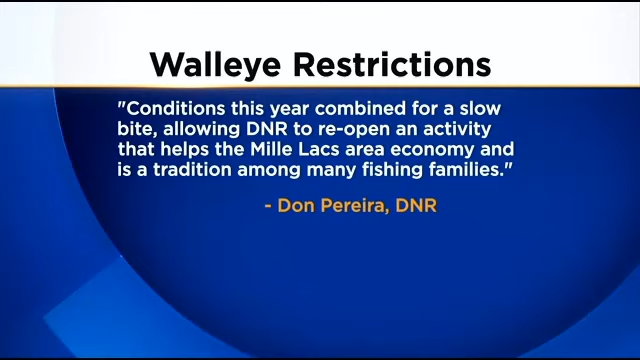 Walleye Restrictions
"Conditions this year combined for a slow
bite, allowing DNR to re-open an activity
that helps the Mille Lacs area economy and
is a tradition among many fishing families."
- Don Pereira, DNR